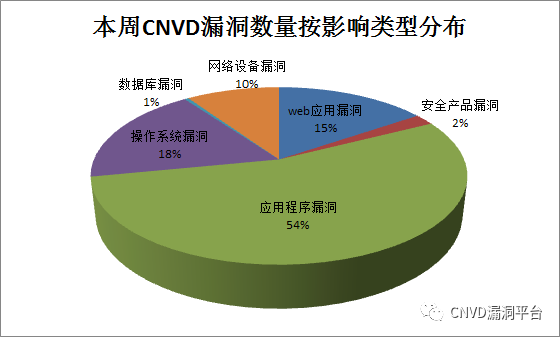 本周CNVD漏洞数量按影响类型分布
网络设备漏洞
10%
数据库漏洞
1%
web应用漏洞
15%
安全产品漏洞
2%
操作系统漏洞
18%
应用程序漏洞
54%
CNVD漏洞平台